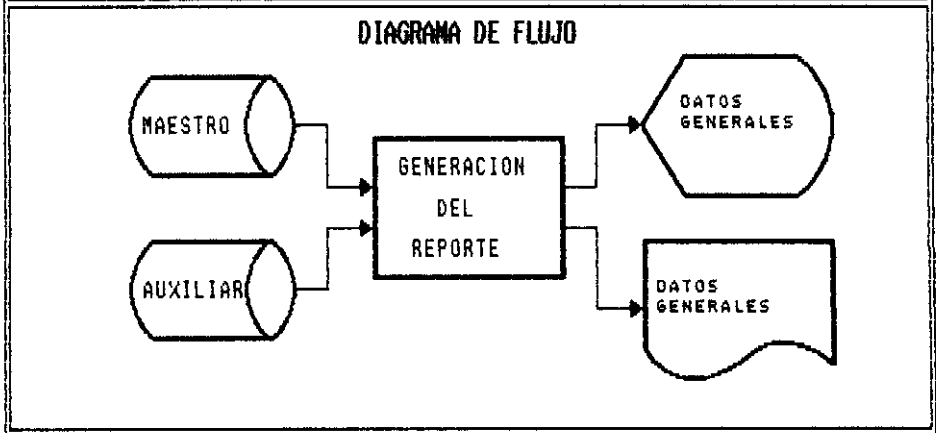 DIAGRAMA DE FLUJO
MAESTRO
AUXILIAR
GENERACION
DEL
REPORTE
DATOS
GENERALES
DATOS
GENERALES